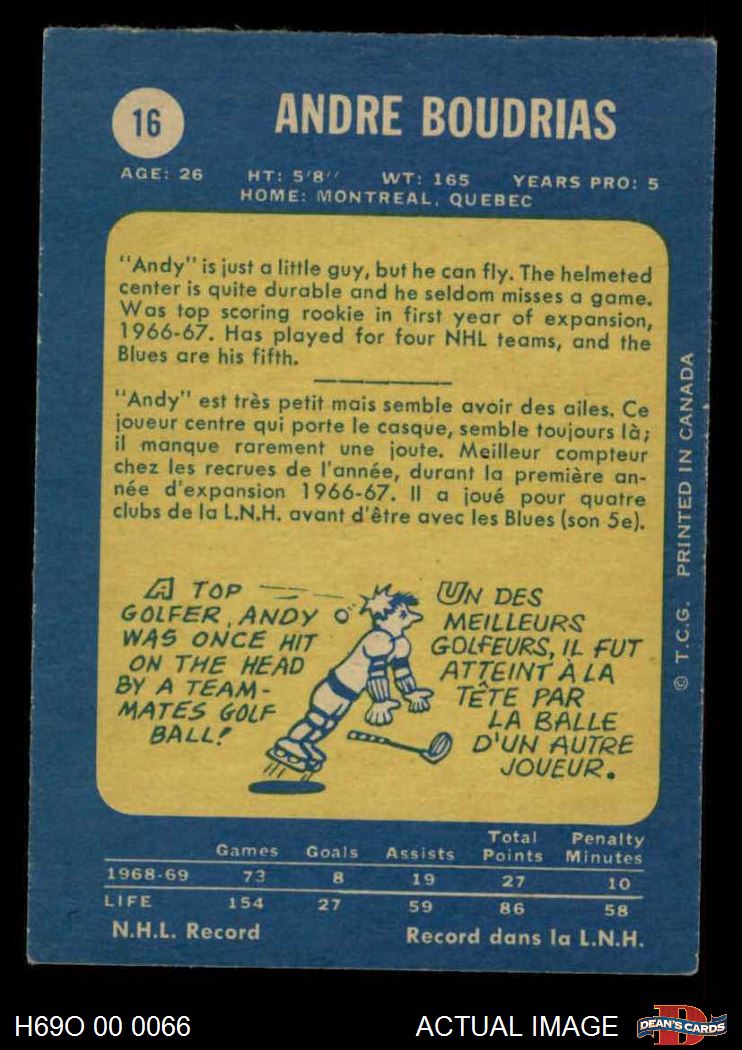 16
ANDRE BOUDRIAS
AGE: 26 HT: 5'8'' WT: 165 YEARS PRO: 5
HOME: MONTREAL, QUEBEC
"Andy" is just a little guy, but he can fly. The helmeted
center is quite durable and he seldom misses a game.
Was top scoring rookie in first year of expansion,
1966-67. Has played for four NHL teams, and the
Blues are his fifth.
"Andy" est très petit mais semble avoir des ailes. Ce
joueur centre qui porte le casque, semble toujours là;
il manque rarement une joute. Meilleur compteur
chez les recrues de l'année, durant la première an-
née d'expansion 1966-67. Il a joué pour quatre
clubs de la L.N.H. avant d'être avec les Blues (son 5e).
A TOP
GOLFER, ANDY
WAS ONCE HIT
ON THE HEAD
BY A TEAM-
MATES GOLF
BALL!
UN DES
MEILLEURS
GOLFEURS, IL FUT
ATTEINT À LA
TÊTE PAR
LA BALLE
D'UN AUTRE
JOUEUR.
© T.C.G. PRINTED IN CANADA
Games Goals Assists Total Points Penalty Minutes
1968-69 73 8 19 27 10
LIFE 154 27 59 86 58
N.H.L. Record Record dans la L.N.H.
H69O 00 0066 ACTUAL IMAGE DEAN'S CARDS